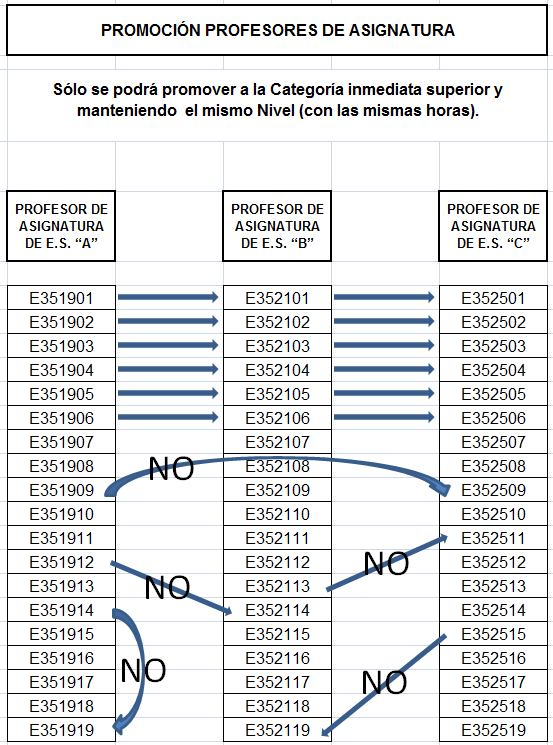 PROMOCIÓN PROFESORES DE ASIGNATURA
Sólo se podrá promover a la Categoría inmediata superior y
manteniendo el mismo Nivel (con las mismas horas).
PROFESOR DE
ASIGNATURA
DE E.S. “A”
PROFESOR DE
ASIGNATURA
DE E.S. “B”
PROFESOR DE
ASIGNATURA
DE E.S. “C”
E351901 E352101 E352501
E351902 E352102 E352502
E351903 E352103 E352503
E351904 E352104 E352504
E351905 E352105 E352505
E351906 E352106 E352506
E351907 E352107 E352507
E351908 NO E352108 E352508
E351909 E352109 E352509
E351910 E352110 E352510
E351911 E352111 E352511
E351912 E352112 NO E352512
E351913 NO E352113 E352513
E351914 E352114 E352514
E351915 E352115 E352515
E351916 E352116 E352516
E351917 NO E352117 NO E352517
E351918 E352118 E352518
E351919 E352119 E352519